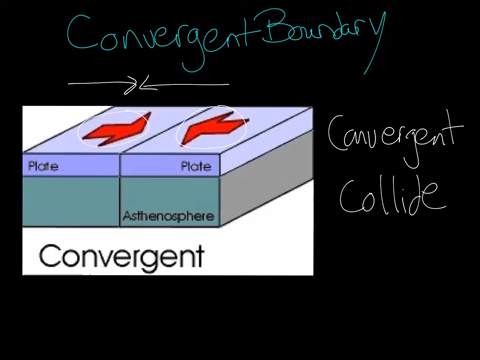 Convergent Boundary
Convergent
Collide
Plate
Plate
Asthenosphere
Convergent